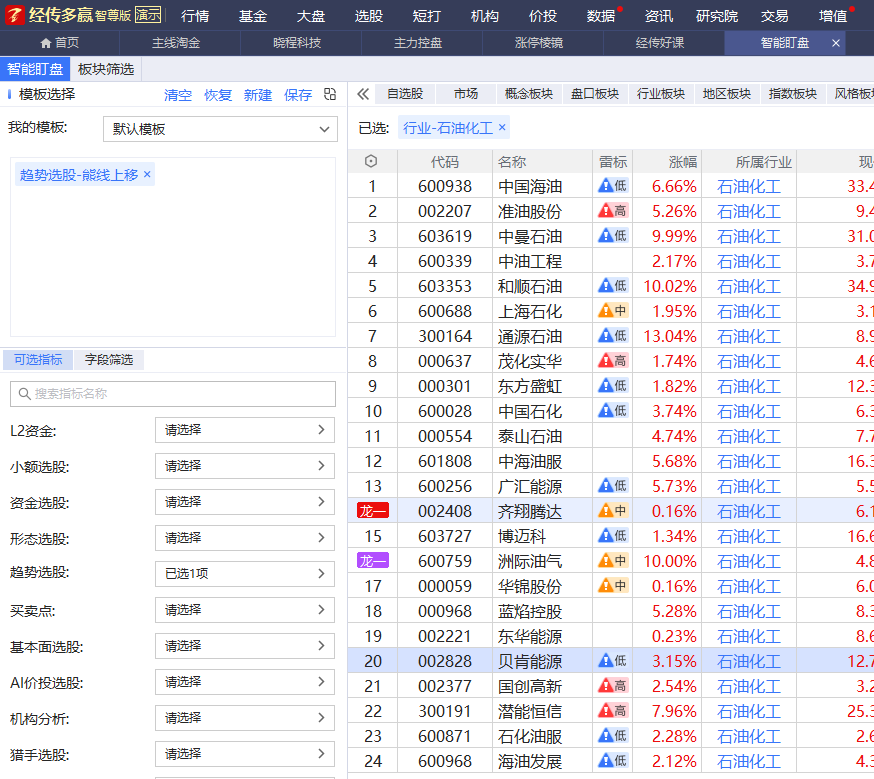 经传多赢 智尊版 演示 行情 基金 大盘 选股 短打 机构 价投 数据 资讯 研究院 交易 增值
首页 主线淘金 晓程科技 主力控盘 涨停棱镜 经传好课 智能盯盘 ×
智能盯盘 板块筛选
模板选择 清空 恢复 新建 保存
我的模板: 默认模板
趋势选股-熊线上移 ×
可选指标 字段筛选
搜索指标名称
L2资金: 请选择
小额选股: 请选择
资金选股: 请选择
形态选股: 请选择
趋势选股: 已选1项
买卖点: 请选择
基本面选股: 请选择
AI价投选股: 请选择
机构分析: 请选择
猎手选股: 请选择
自选股 市场 概念板块 盘口板块 行业板块 地区板块 指数板块 风格板
已选: 行业-石油化工 ×
代码 名称 雷标 涨幅 所属行业 现
1 600938 中国海油 低 6.66% 石油化工 33.4
2 002207 准油股份 高 5.26% 石油化工 9.4
3 603619 中曼石油 低 9.99% 石油化工 31.0
4 600339 中油工程 2.17% 石油化工 3.7
5 603353 和顺石油 低 10.02% 石油化工 34.9
6 600688 上海石化 中 1.95% 石油化工 3.1
7 300164 通源石油 低 13.04% 石油化工 8.9
8 000637 茂化实华 高 1.74% 石油化工 4.6
9 000301 东方盛虹 低 1.82% 石油化工 12.3
10 600028 中国石化 低 3.74% 石油化工 6.3
11 000554 泰山石油 4.74% 石油化工 7.7
12 601808 中海油服 5.68% 石油化工 16.3
13 600256 广汇能源 低 5.73% 石油化工 5.5
龙一 002408 齐翔腾达 中 0.16% 石油化工 6.1
15 603727 博迈科 低 1.34% 石油化工 16.6
龙一 600759 洲际油气 中 10.00% 石油化工 4.8
17 000059 华锦股份 中 0.16% 石油化工 6.0
18 000968 蓝焰控股 5.28% 石油化工 8.3
19 002221 东华能源 0.23% 石油化工 8.6
20 002828 贝肯能源 低 3.15% 石油化工 12.7
21 002377 国创高新 高 2.54% 石油化工 3.2
22 300191 潜能恒信 高 7.96% 石油化工 25.3
23 600871 石化油服 低 2.28% 石油化工 2.6
24 600968 海油发展 低 2.12% 石油化工 4.3